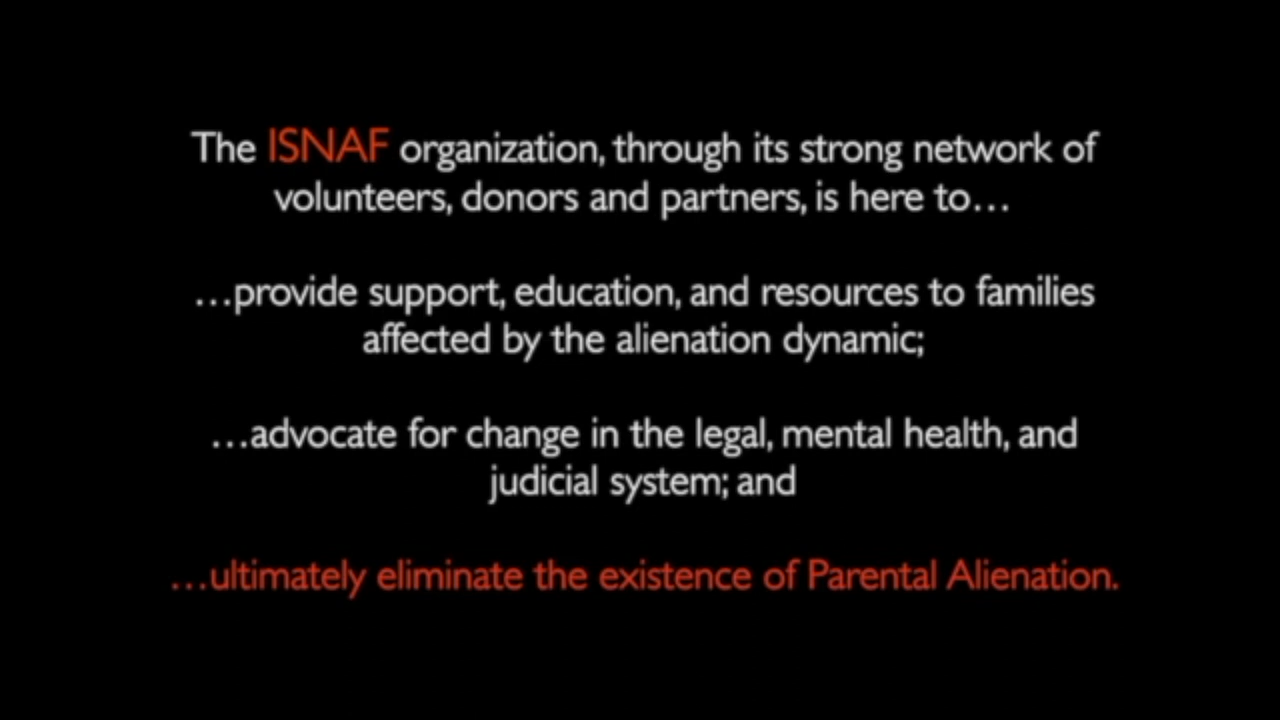 The ISNAF organization, through its strong network of
volunteers, donors and partners, is here to…
…provide support, education, and resources to families
affected by the alienation dynamic;
…advocate for change in the legal, mental health, and
judicial system; and
…ultimately eliminate the existence of Parental Alienation.